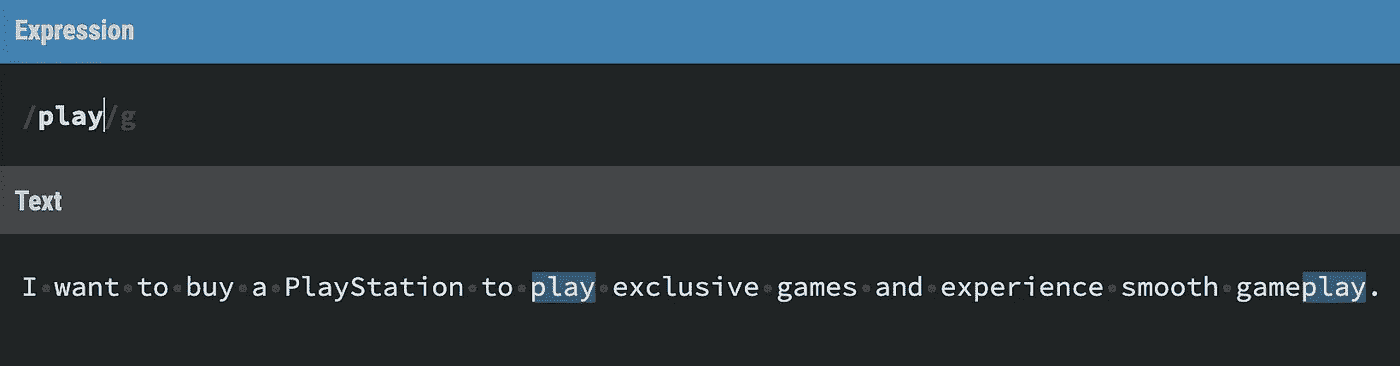 Expression
/play/g
Text
I want to buy a PlayStation to play exclusive games and experience smooth gameplay.